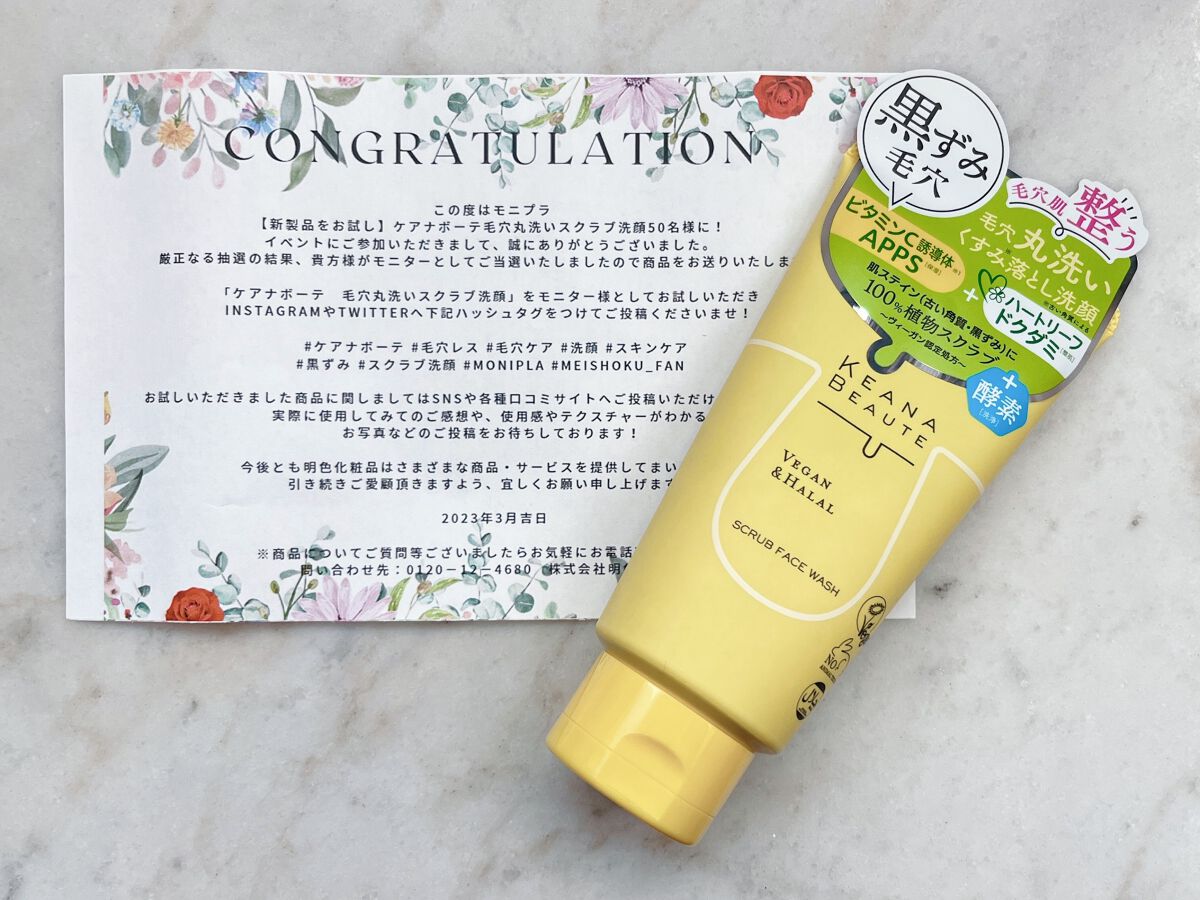 CONGRATULATION
この度はモニプラ
【新製品をお試し】ケアナボーテ毛穴丸洗いスクラブ洗顔50名様に！
イベントにご参加いただきまして、誠にありがとうございました。
厳正なる抽選の結果、貴方様がモニターとしてご当選いたしましたので商品をお送りいたしま
「ケアナボーテ　毛穴丸洗いスクラブ洗顔」をモニター様としてお試しいただき
INSTAGRAMやTWITTERへ下記ハッシュタグをつけてご投稿くださいませ！
#ケアナボーテ #毛穴レス #毛穴ケア #洗顔 #スキンケア
#黒ずみ #スクラブ洗顔 #MONIPLA #MEISHOKU_FAN
お試しいただきました商品に関しましてはSNSや各種口コミサイトへご投稿いただけ
実際に使用してみてのご感想や、使用感やテクスチャーがわかる
お写真などのご投稿をお待ちしております！
今後とも明色化粧品はさまざまな商品・サービスを提供してまい
引き続きご愛顧頂きますよう、宜しくお願い申し上げます
2023年3月吉日
※商品についてご質問等ございましたらお気軽にお電話
問い合わせ先：0120－12－4680　株式会社明
黒ずみ
毛穴
毛穴肌 整う
毛穴 丸洗い
くすみ落とし洗顔
※古い角質による
ビタミンC誘導体
APPS[保湿]
+
ハートリーフ
ドクダミ[整肌]
肌ステイン(古い角質・黒ずみ)に
100%植物スクラブ
～ヴィーガン認定処方～
+
酵素
[洗浄]
KEANA
BEAUTE
VEGAN
& HALAL
SCRUB FACE WASH
NO